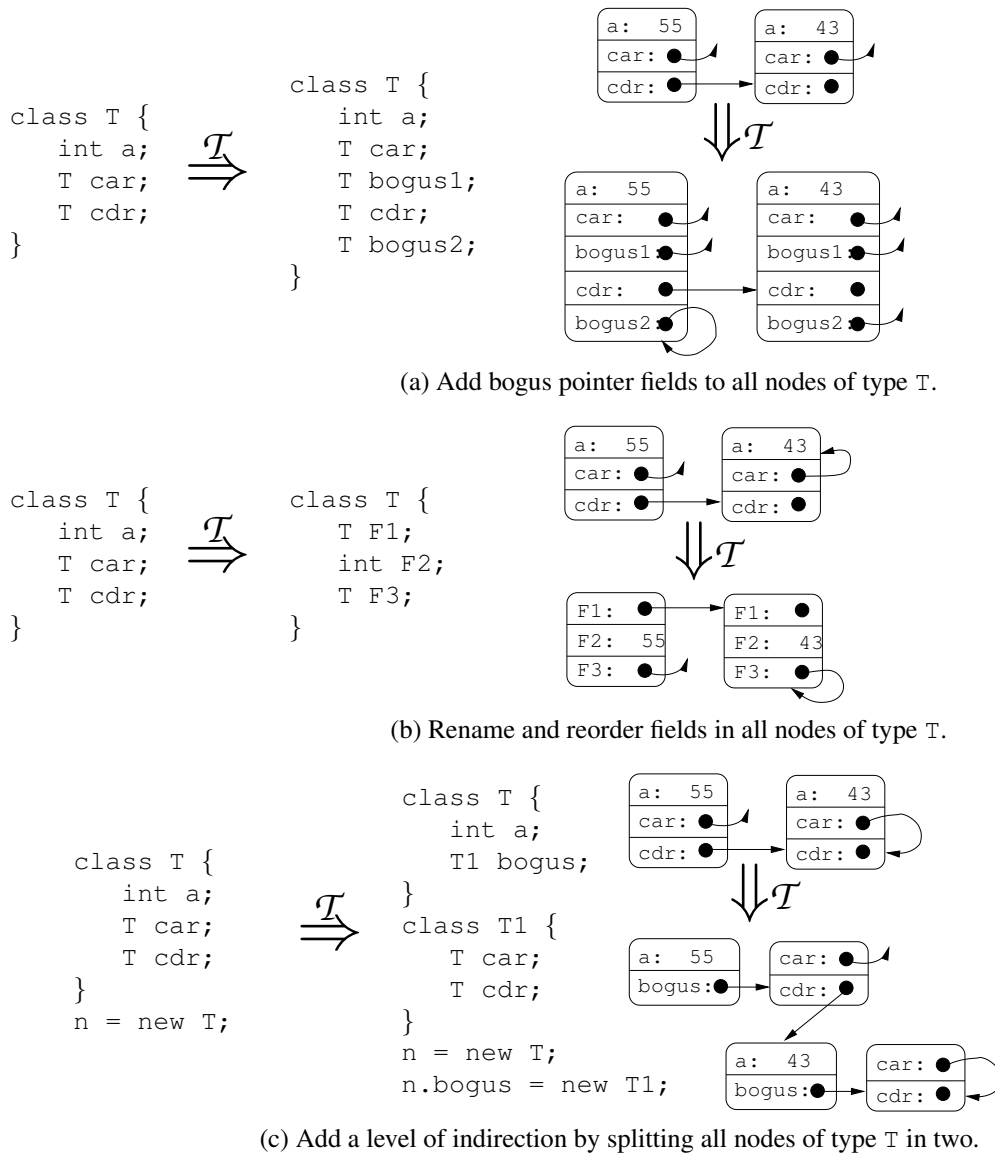 class T {
int a;
T car;
T cdr;
}
𝒯
⇒
class T {
int a;
T car;
T bogus1;
T cdr;
T bogus2;
}
a: 55
car:
cdr:
a: 43
car:
cdr:
⇓ 𝒯
a: 55
car:
bogus1:
cdr:
bogus2:
a: 43
car:
bogus1:
cdr:
bogus2:
(a) Add bogus pointer fields to all nodes of type T.
class T {
int a;
T car;
T cdr;
}
𝒯
⇒
class T {
T F1;
int F2;
T F3;
}
a: 55
car:
cdr:
a: 43
car:
cdr:
⇓ 𝒯
F1:
F2: 55
F3:
F1:
F2: 43
F3:
(b) Rename and reorder fields in all nodes of type T.
class T {
int a;
T car;
T cdr;
}
n = new T;
𝒯
⇒
class T {
int a;
T1 bogus;
}
class T1 {
T car;
T cdr;
}
n = new T;
n.bogus = new T1;
a: 55
car:
cdr:
a: 43
car:
cdr:
⇓ 𝒯
a: 55
bogus:
car:
cdr:
a: 43
bogus:
car:
cdr:
(c) Add a level of indirection by splitting all nodes of type T in two.